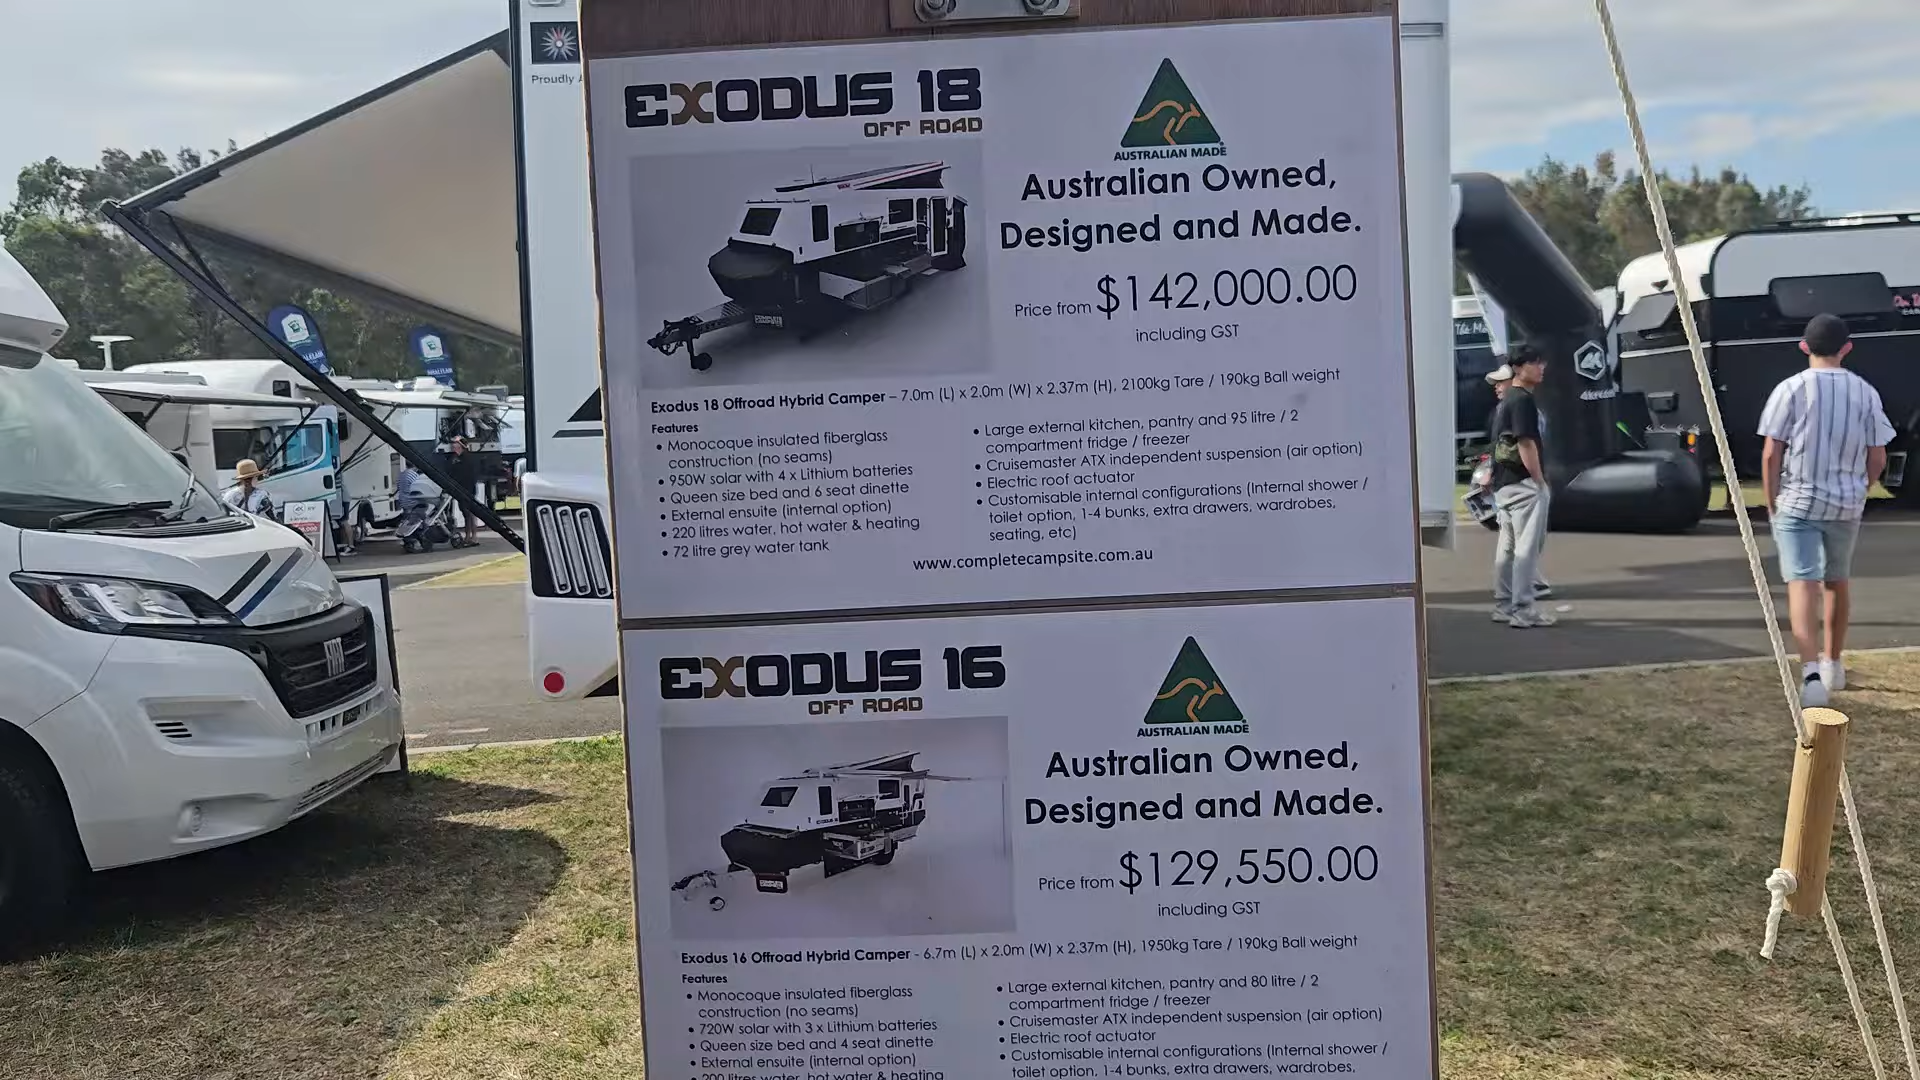 Proudly
EXODUS 18
OFF ROAD
AUSTRALIAN MADE
Australian Owned,
Designed and Made.
Price from $142,000.00
including GST
Exodus 18 Offroad Hybrid Camper – 7.0m (L) x 2.0m (W) x 2.37m (H), 2100kg Tare / 190kg Ball weight
Features
• Monocoque insulated fiberglass
construction (no seams)
• 950W solar with 4 x Lithium batteries
• Queen size bed and 6 seat dinette
• External ensuite (internal option)
• 220 litres water, hot water & heating
• 72 litre grey water tank
• Large external kitchen, pantry and 95 litre / 2
compartment fridge / freezer
• Cruisemaster ATX independent suspension (air option)
• Electric roof actuator
• Customisable internal configurations (Internal shower /
toilet option, 1-4 bunks, extra drawers, wardrobes,
seating, etc)
www.completecampsite.com.au
EXODUS 16
OFF ROAD
AUSTRALIAN MADE
Australian Owned,
Designed and Made.
Price from $129,550.00
including GST
Exodus 16 Offroad Hybrid Camper - 6.7m (L) x 2.0m (W) x 2.37m (H), 1950kg Tare / 190kg Ball weight
Features
• Monocoque insulated fiberglass
construction (no seams)
• 720W solar with 3 x Lithium batteries
• Queen size bed and 4 seat dinette
• External ensuite (internal option)
• 200 litres water, hot water & heating
• Large external kitchen, pantry and 80 litre / 2
compartment fridge / freezer
• Cruisemaster ATX independent suspension (air option)
• Electric roof actuator
• Customisable internal configurations (Internal shower /
toilet option, 1-4 bunks, extra drawers, wardrobes,
FIAT
4K